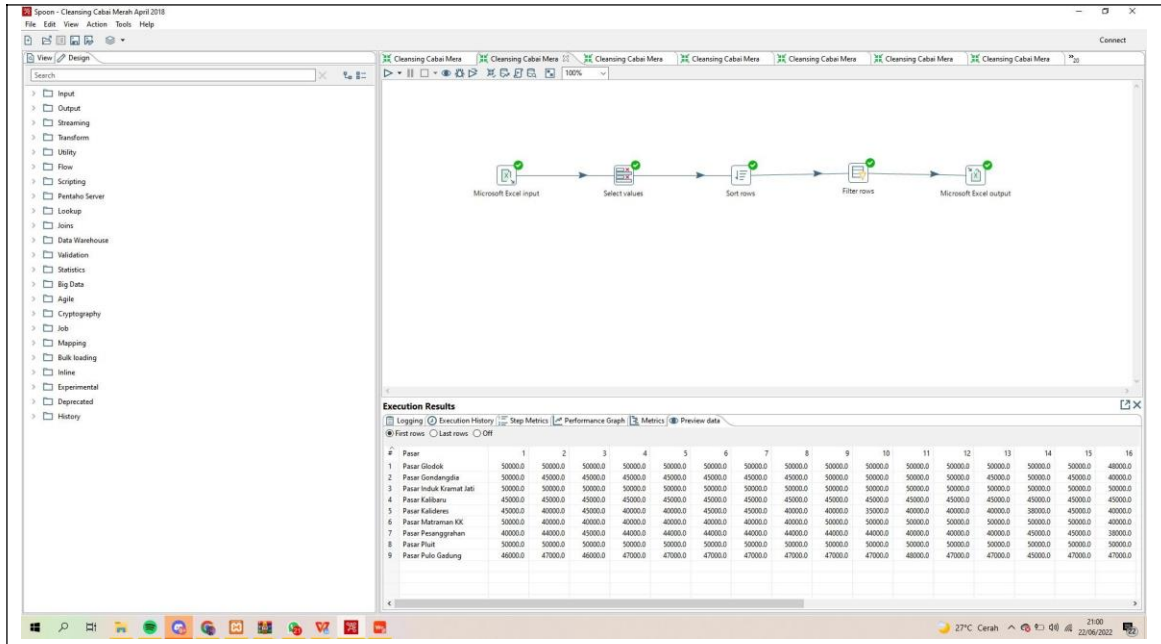 Spoon - Cleansing Cabai Merah April 2018
File Edit View Action Tools Help
Connect
View Design
Search
Input
Output
Streaming
Transform
Utility
Flow
Scripting
Pentaho Server
Lookup
Joins
Data Warehouse
Validation
Statistics
Big Data
Agile
Cryptography
Job
Mapping
Bulk loading
Inline
Experimental
Deprecated
History
Cleansing Cabai Mera Cleansing Cabai Mera Cleansing Cabai Mera Cleansing Cabai Mera Cleansing Cabai Mera Cleansing Cabai Mera Cleansing Cabai Mera »20
100%
Microsoft Excel input Select values Sort rows Filter rows Microsoft Excel output
Execution Results
Logging Execution History Step Metrics Performance Graph Metrics Preview data
First rows Last rows Off
# Pasar 1 2 3 4 5 6 7 8 9 10 11 12 13 14 15 16
1 Pasar Glodok 50000.0 50000.0 50000.0 50000.0 50000.0 50000.0 50000.0 50000.0 50000.0 50000.0 50000.0 50000.0 50000.0 50000.0 50000.0 48000.0
2 Pasar Gondangdia 50000.0 45000.0 45000.0 45000.0 45000.0 45000.0 45000.0 50000.0 50000.0 50000.0 50000.0 50000.0 45000.0 45000.0 45000.0 40000.0
3 Pasar Induk Kramat Jati 50000.0 50000.0 50000.0 50000.0 50000.0 50000.0 50000.0 50000.0 50000.0 50000.0 50000.0 50000.0 50000.0 50000.0 50000.0 50000.0
4 Pasar Kalibaru 45000.0 45000.0 45000.0 45000.0 45000.0 45000.0 45000.0 45000.0 45000.0 45000.0 45000.0 45000.0 45000.0 45000.0 45000.0 45000.0
5 Pasar Kalideres 45000.0 40000.0 45000.0 40000.0 40000.0 40000.0 45000.0 40000.0 40000.0 35000.0 40000.0 40000.0 40000.0 38000.0 45000.0 40000.0
6 Pasar Matraman KK 50000.0 40000.0 40000.0 40000.0 40000.0 40000.0 40000.0 50000.0 50000.0 50000.0 50000.0 50000.0 50000.0 50000.0 50000.0 40000.0
7 Pasar Pesanggrahan 40000.0 44000.0 45000.0 44000.0 44000.0 44000.0 44000.0 44000.0 44000.0 44000.0 40000.0 40000.0 40000.0 45000.0 45000.0 38000.0
8 Pasar Pluit 50000.0 50000.0 50000.0 50000.0 50000.0 50000.0 50000.0 50000.0 50000.0 50000.0 50000.0 50000.0 50000.0 50000.0 50000.0 50000.0
9 Pasar Pulo Gadung 46000.0 47000.0 46000.0 47000.0 47000.0 47000.0 47000.0 47000.0 47000.0 47000.0 48000.0 47000.0 47000.0 45000.0 47000.0 47000.0
27°C Cerah 21:00
22/06/2022